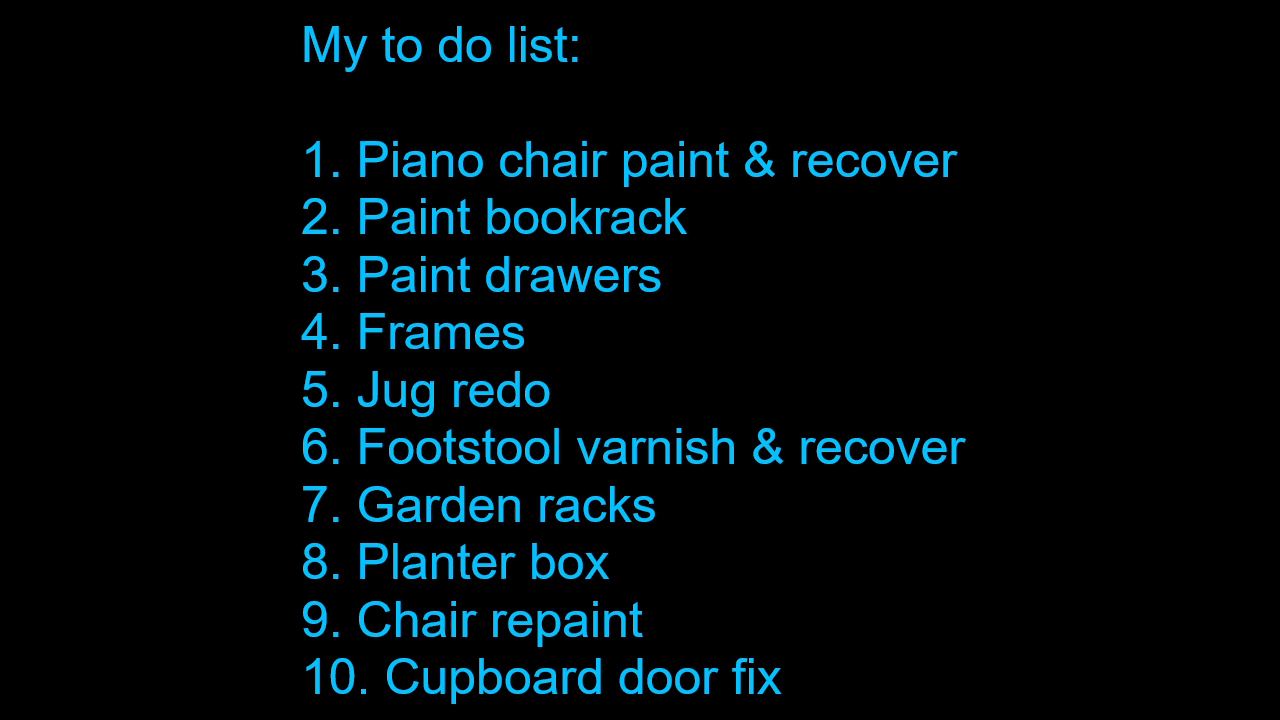 My to do list:
1. Piano chair paint & recover
2. Paint bookrack
3. Paint drawers
4. Frames
5. Jug redo
6. Footstool varnish & recover
7. Garden racks
8. Planter box
9. Chair repaint
10. Cupboard door fix